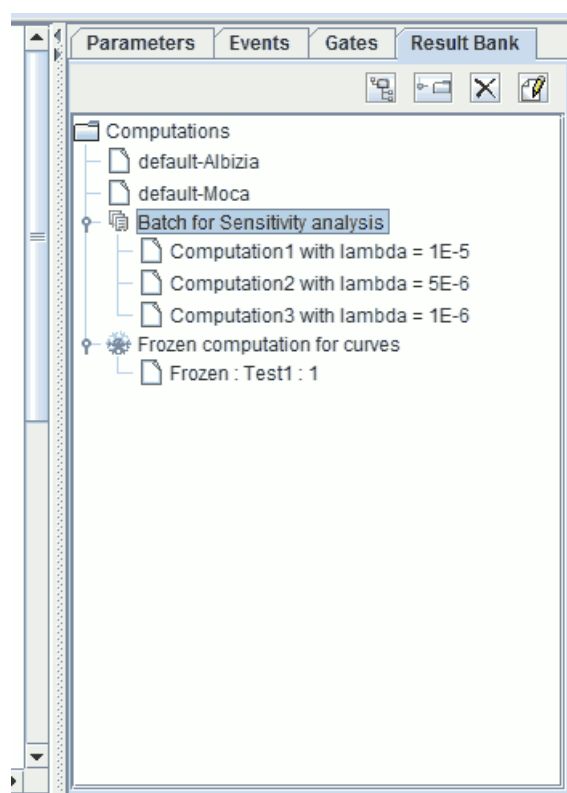 Parameters Events Gates Result Bank
Computations
default-Albizia
default-Moca
Batch for Sensitivity analysis
Computation1 with lambda = 1E-5
Computation2 with lambda = 5E-6
Computation3 with lambda = 1E-6
Frozen computation for curves
Frozen : Test1 : 1